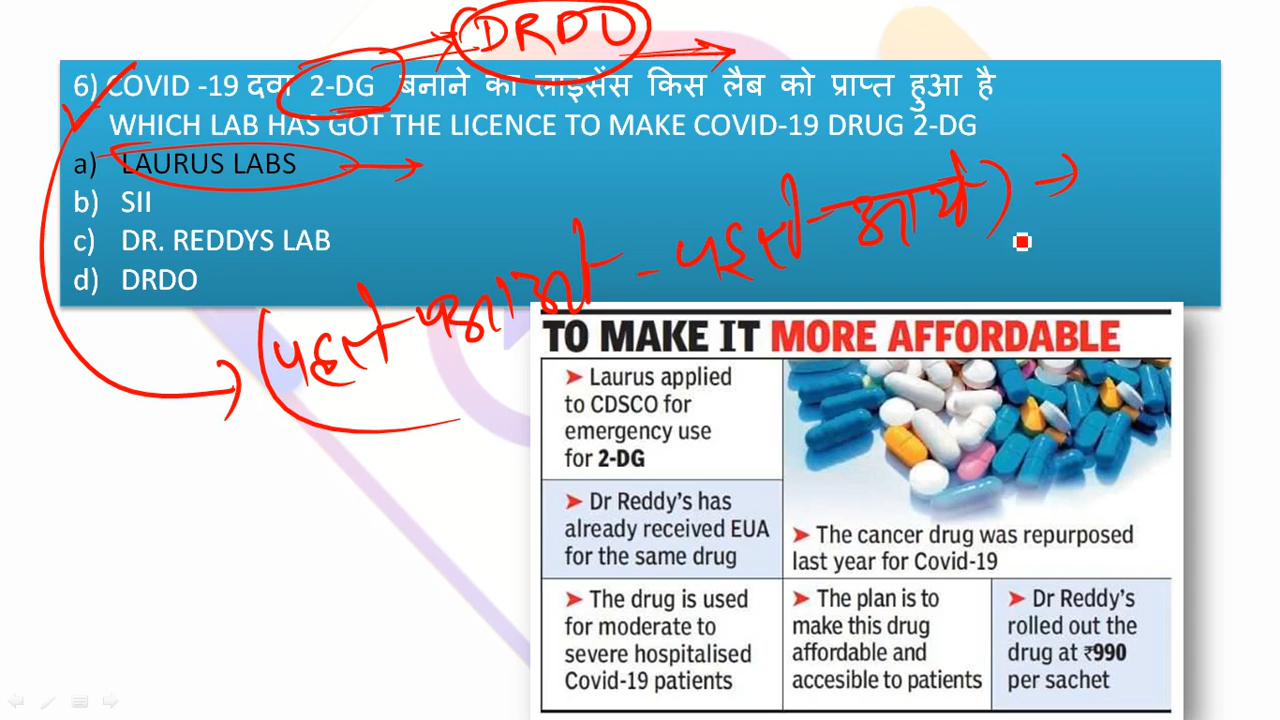 DRDO
6) COVID -19 दवा 2-DG बनाने का लाइसेंस किस लैब को प्राप्त हुआ है
WHICH LAB HAS GOT THE LICENCE TO MAKE COVID-19 DRUG 2-DG
a) LAURUS LABS
b) SII
c) DR. REDDYS LAB
d) DRDO
TO MAKE IT MORE AFFORDABLE
➤ Laurus applied
to CDSCO for
emergency use
for 2-DG
➤ Dr Reddy's has
already received EUA
for the same drug
➤ The cancer drug was repurposed
last year for Covid-19
➤ The drug is used
for moderate to
severe hospitalised
Covid-19 patients
➤ The plan is to
make this drug
affordable and
accesible to patients
➤ Dr Reddy's
rolled out the
drug at ₹990
per sachet